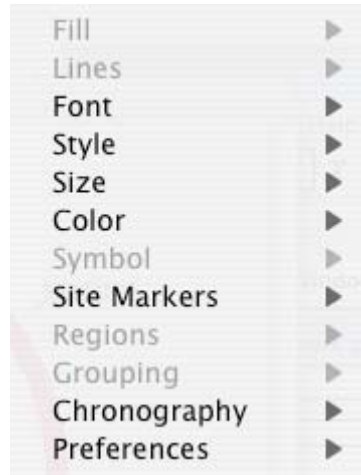 Fill
Lines
Font
Style
Size
Color
Symbol
Site Markers
Regions
Grouping
Chronography
Preferences